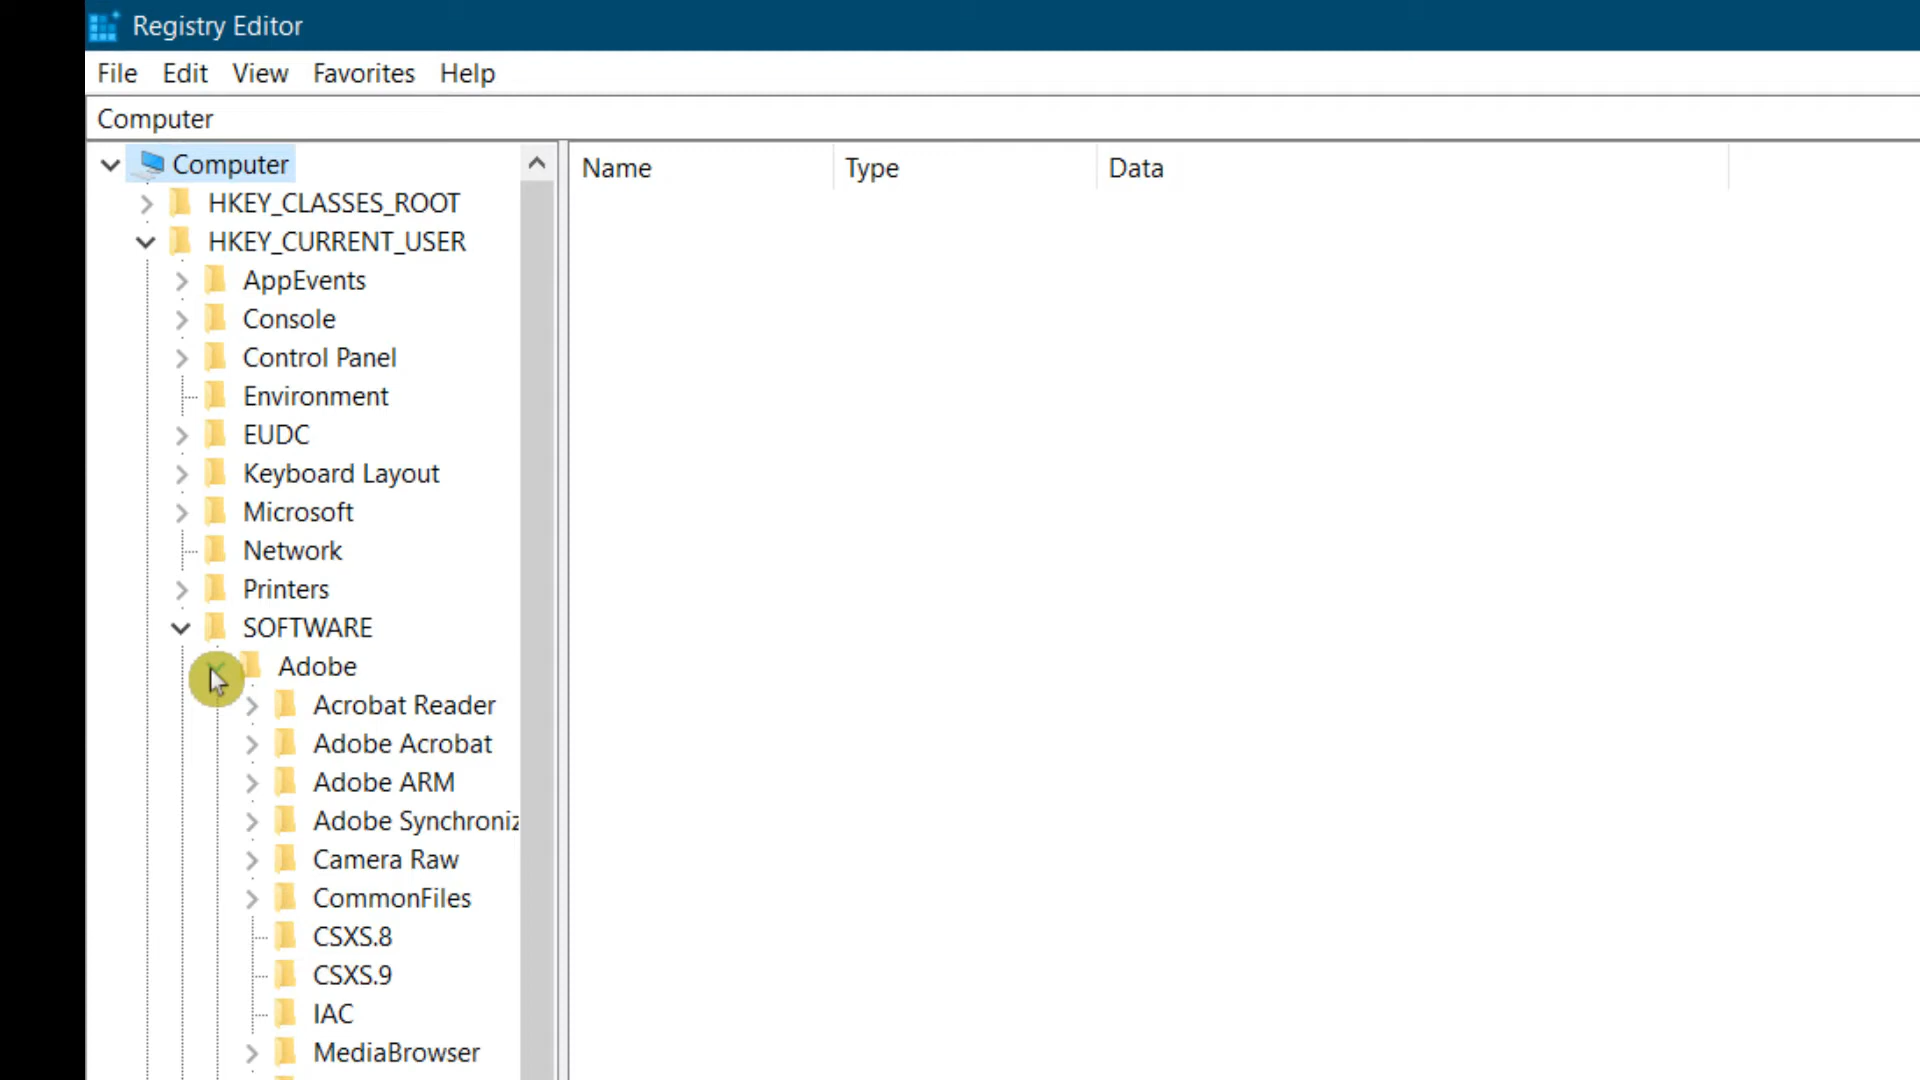 Registry Editor
File Edit View Favorites Help
Computer
Computer
Name Type Data
HKEY_CLASSES_ROOT
HKEY_CURRENT_USER
AppEvents
Console
Control Panel
Environment
EUDC
Keyboard Layout
Microsoft
Network
Printers
SOFTWARE
Adobe
Acrobat Reader
Adobe Acrobat
Adobe ARM
Adobe Synchroniz
Camera Raw
CommonFiles
CSXS.8
CSXS.9
IAC
MediaBrowser